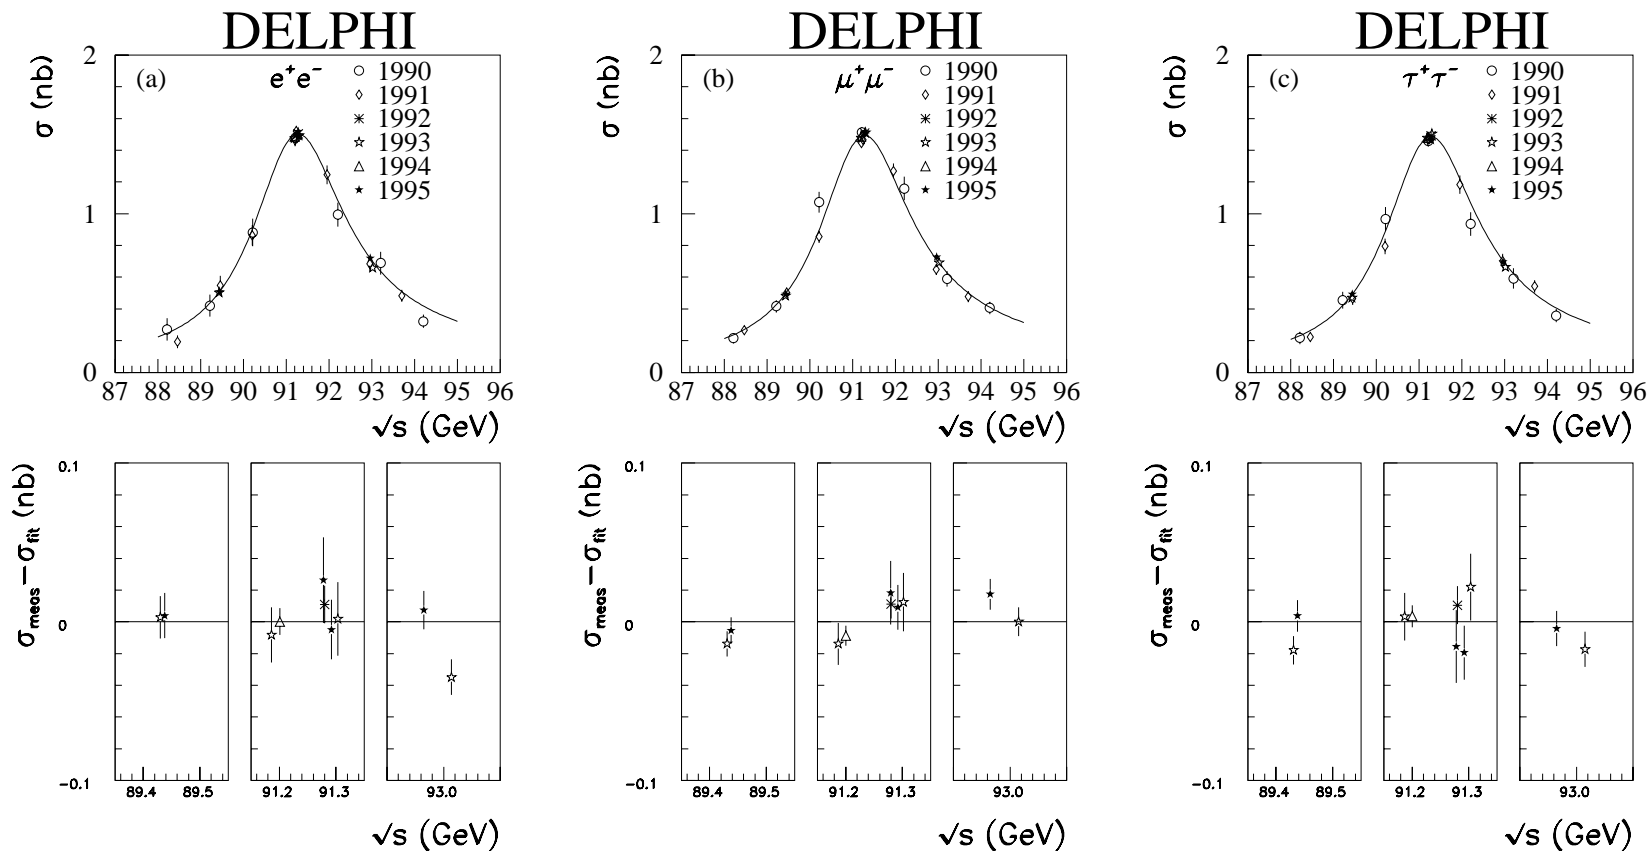 DELPHI
σ (nb)
2
1
0
(a)
e⁺e⁻
1990
1991
1992
1993
1994
1995
87 88 89 90 91 92 93 94 95 96
√s (GeV)
σmeas−σfit (nb)
0.1
0
−0.1
89.4 89.5
91.2 91.3
93.0
√s (GeV)
DELPHI
σ (nb)
2
1
0
(b)
μ⁺μ⁻
1990
1991
1992
1993
1994
1995
87 88 89 90 91 92 93 94 95 96
√s (GeV)
σmeas−σfit (nb)
0.1
0
−0.1
89.4 89.5
91.2 91.3
93.0
√s (GeV)
DELPHI
σ (nb)
2
1
0
(c)
τ⁺τ⁻
1990
1991
1992
1993
1994
1995
87 88 89 90 91 92 93 94 95 96
√s (GeV)
σmeas−σfit (nb)
0.1
0
−0.1
89.4 89.5
91.2 91.3
93.0
√s (GeV)